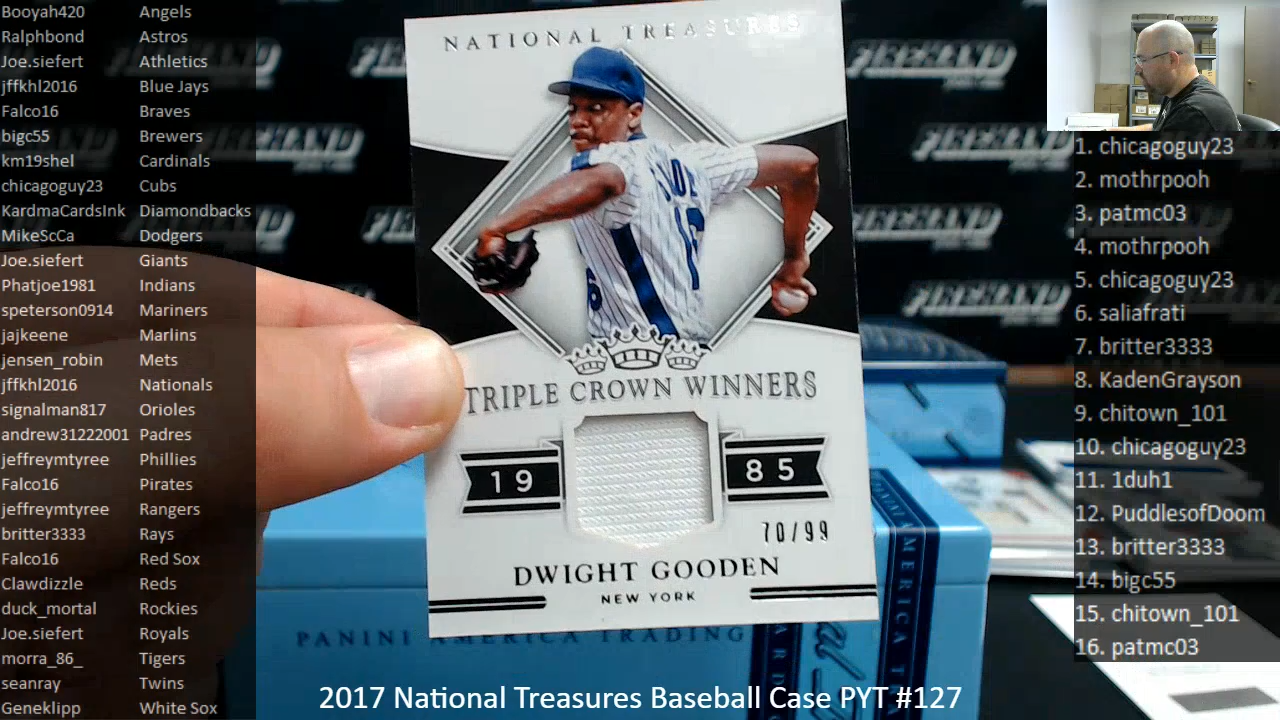 Booyah420 Angels
Ralphbond Astros
Joe.siefert Athletics
jffkhl2016 Blue Jays
Falco16 Braves
bigc55 Brewers
km19shel Cardinals
chicagoguy23 Cubs
KardmaCardsInk Diamondbacks
MikeScCa Dodgers
Joe.siefert Giants
Phatjoe1981 Indians
speterson0914 Mariners
jajkeene Marlins
jensen_robin Mets
jffkhl2016 Nationals
signalman817 Orioles
andrew31222001 Padres
jeffreymtyree Phillies
Falco16 Pirates
jeffreymtyree Rangers
britter3333 Rays
Falco16 Red Sox
Clawdizzle Reds
duck_mortal Rockies
Joe.siefert Royals
morra_86_ Tigers
seanray Twins
Geneklipp White Sox
NATIONAL TREASURES
TRIPLE CROWN WINNERS
19 85
70/99
DWIGHT GOODEN
NEW YORK
PANINI AMERICA TRADING
2017 National Treasures Baseball Case PYT #127
1. chicagoguy23
2. mothrpooh
3. patmc03
4. mothrpooh
5. chicagoguy23
6. saliafrati
7. britter3333
8. KadenGrayson
9. chitown_101
10. chicagoguy23
11. 1duh1
12. PuddlesofDoom
13. britter3333
14. bigc55
15. chitown_101
16. patmc03